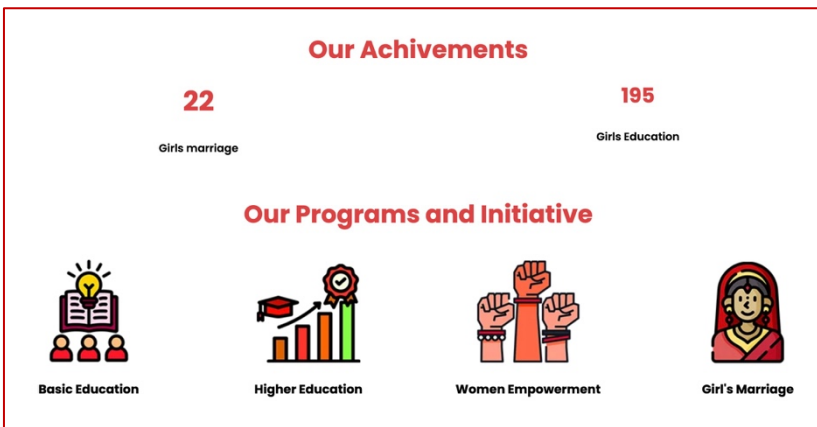 Our Achivements
22
195
Girls marriage
Girls Education
Our Programs and Initiative
Basic Education
Higher Education
Women Empowerment
Girl's Marriage